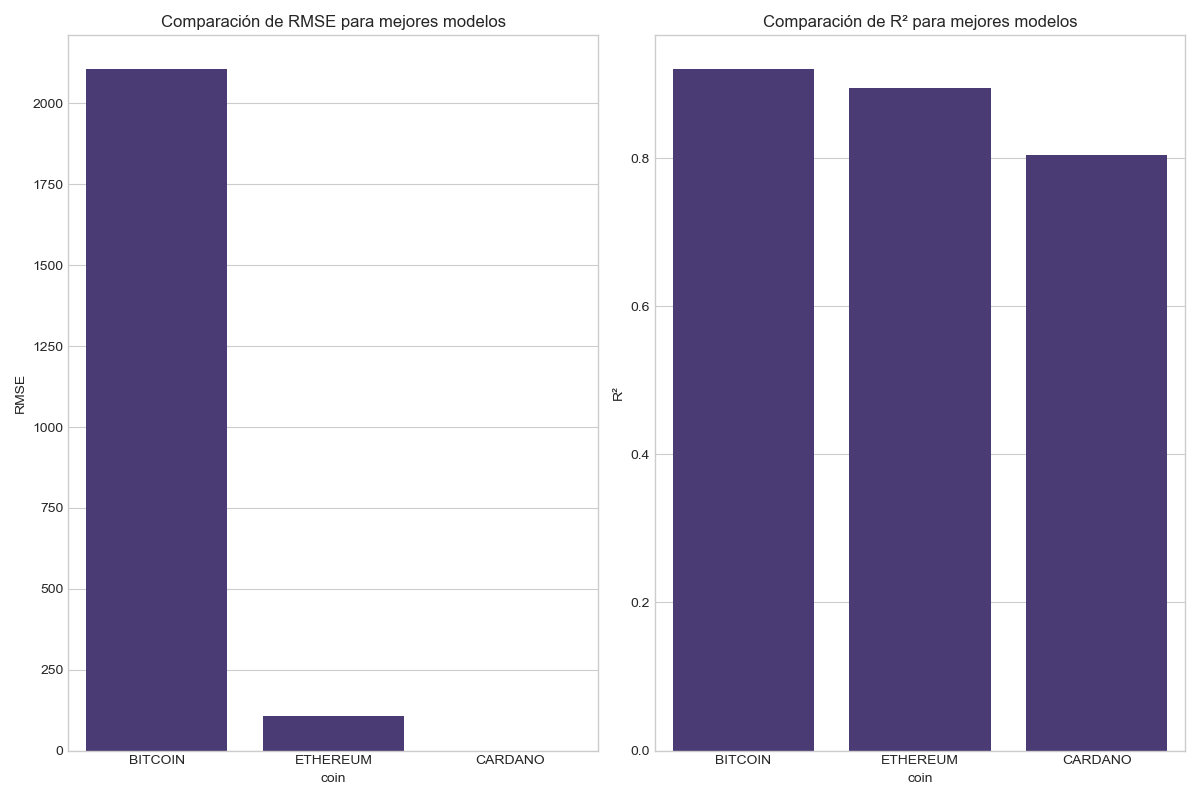 Comparación de RMSE para mejores modelos
2000
1750
1500
1250
1000
750
500
250
0
RMSE
BITCOIN
ETHEREUM
CARDANO
coin
Comparación de R² para mejores modelos
0.8
0.6
0.4
0.2
0.0
R²
BITCOIN
ETHEREUM
CARDANO
coin